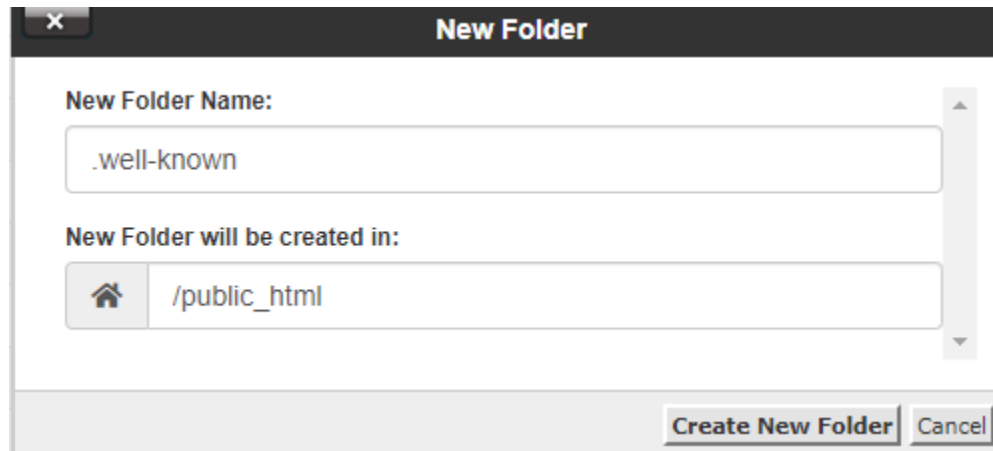 New Folder
New Folder Name:
.well-known
New Folder will be created in:
/public_html
Create New Folder Cancel